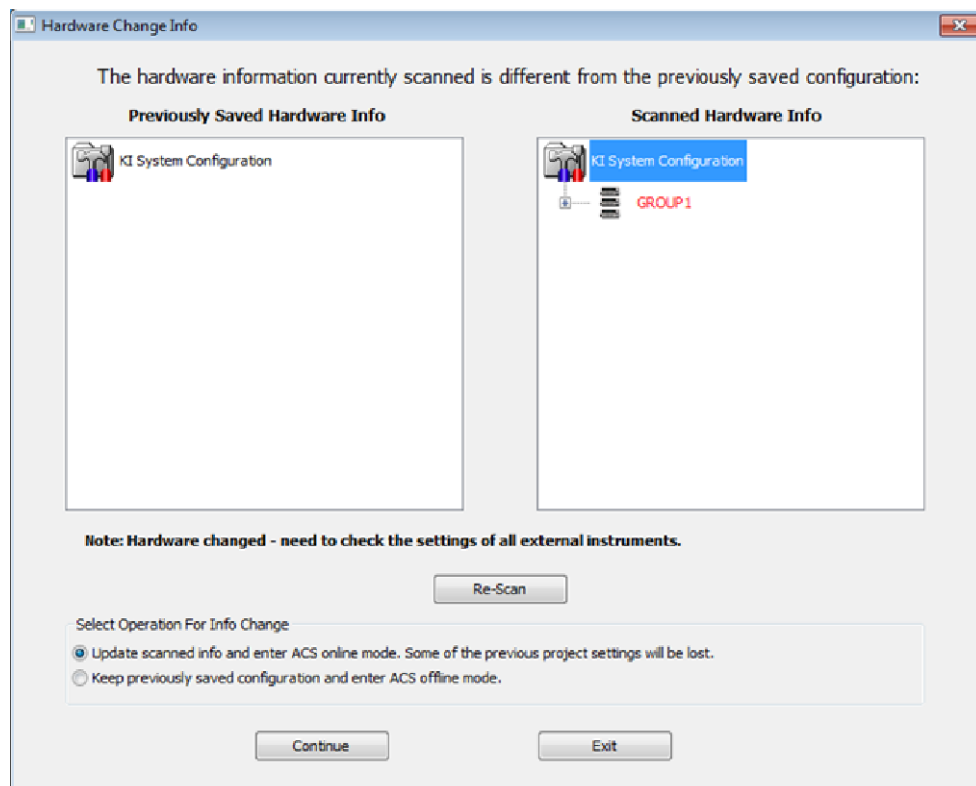 Hardware Change Info
The hardware information currently scanned is different from the previously saved configuration:
Previously Saved Hardware Info
Scanned Hardware Info
KI System Configuration
KI System Configuration
GROUP1
Note: Hardware changed - need to check the settings of all external instruments.
Re-Scan
Select Operation For Info Change
Update scanned info and enter ACS online mode. Some of the previous project settings will be lost.
Keep previously saved configuration and enter ACS offline mode.
Continue
Exit